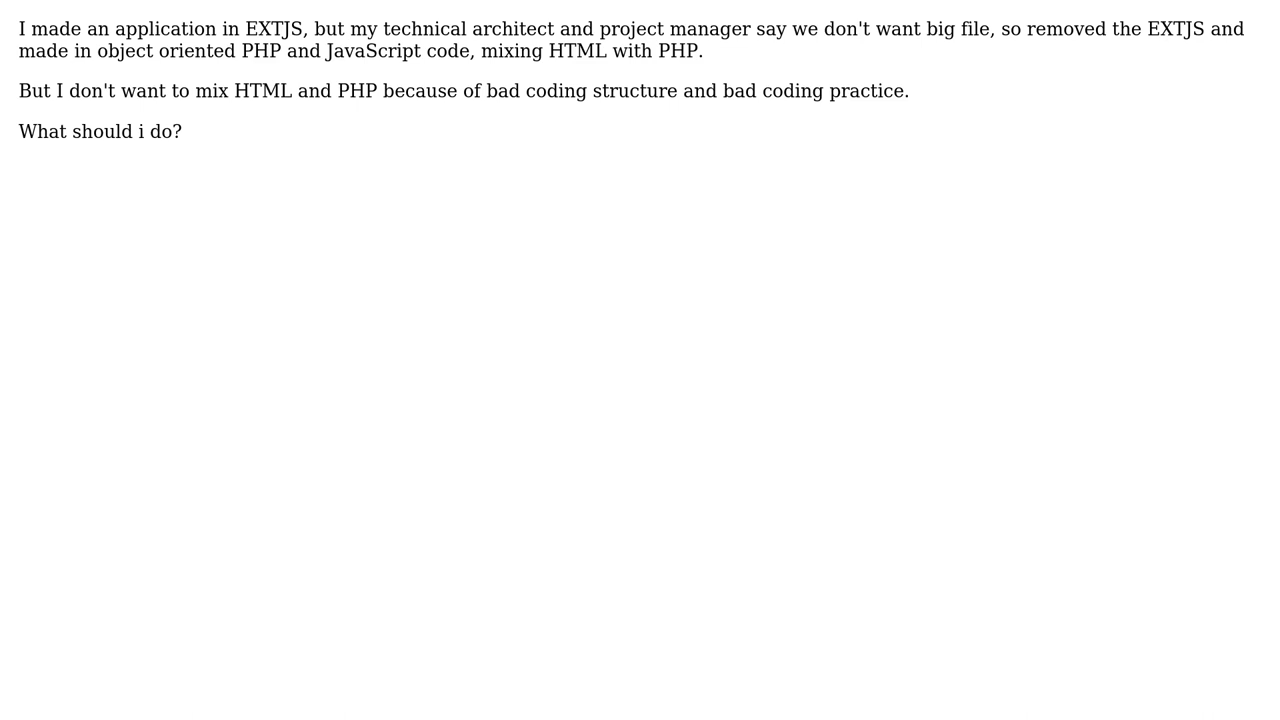 I made an application in EXTJS, but my technical architect and project manager say we don't want big file, so removed the EXTJS and
made in object oriented PHP and JavaScript code, mixing HTML with PHP.
But I don't want to mix HTML and PHP because of bad coding structure and bad coding practice.
What should i do?